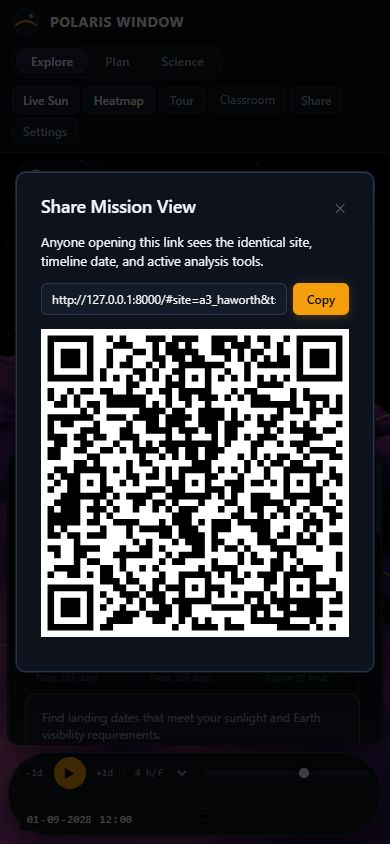 POLARIS WINDOW
Explore Plan Science
Live Sun Heatmap Tour Classroom Share
Settings
Share Mission View
Anyone opening this link sees the identical site,
timeline date, and active analysis tools.
http://127.0.0.1:8000/#site=a3_haworth&t Copy
Next 365 days Next 365 days Within 8° limit
Find landing dates that meet your sunlight and Earth
visibility requirements.
-1d +1d 4 h/f
01-09-2028 12:00